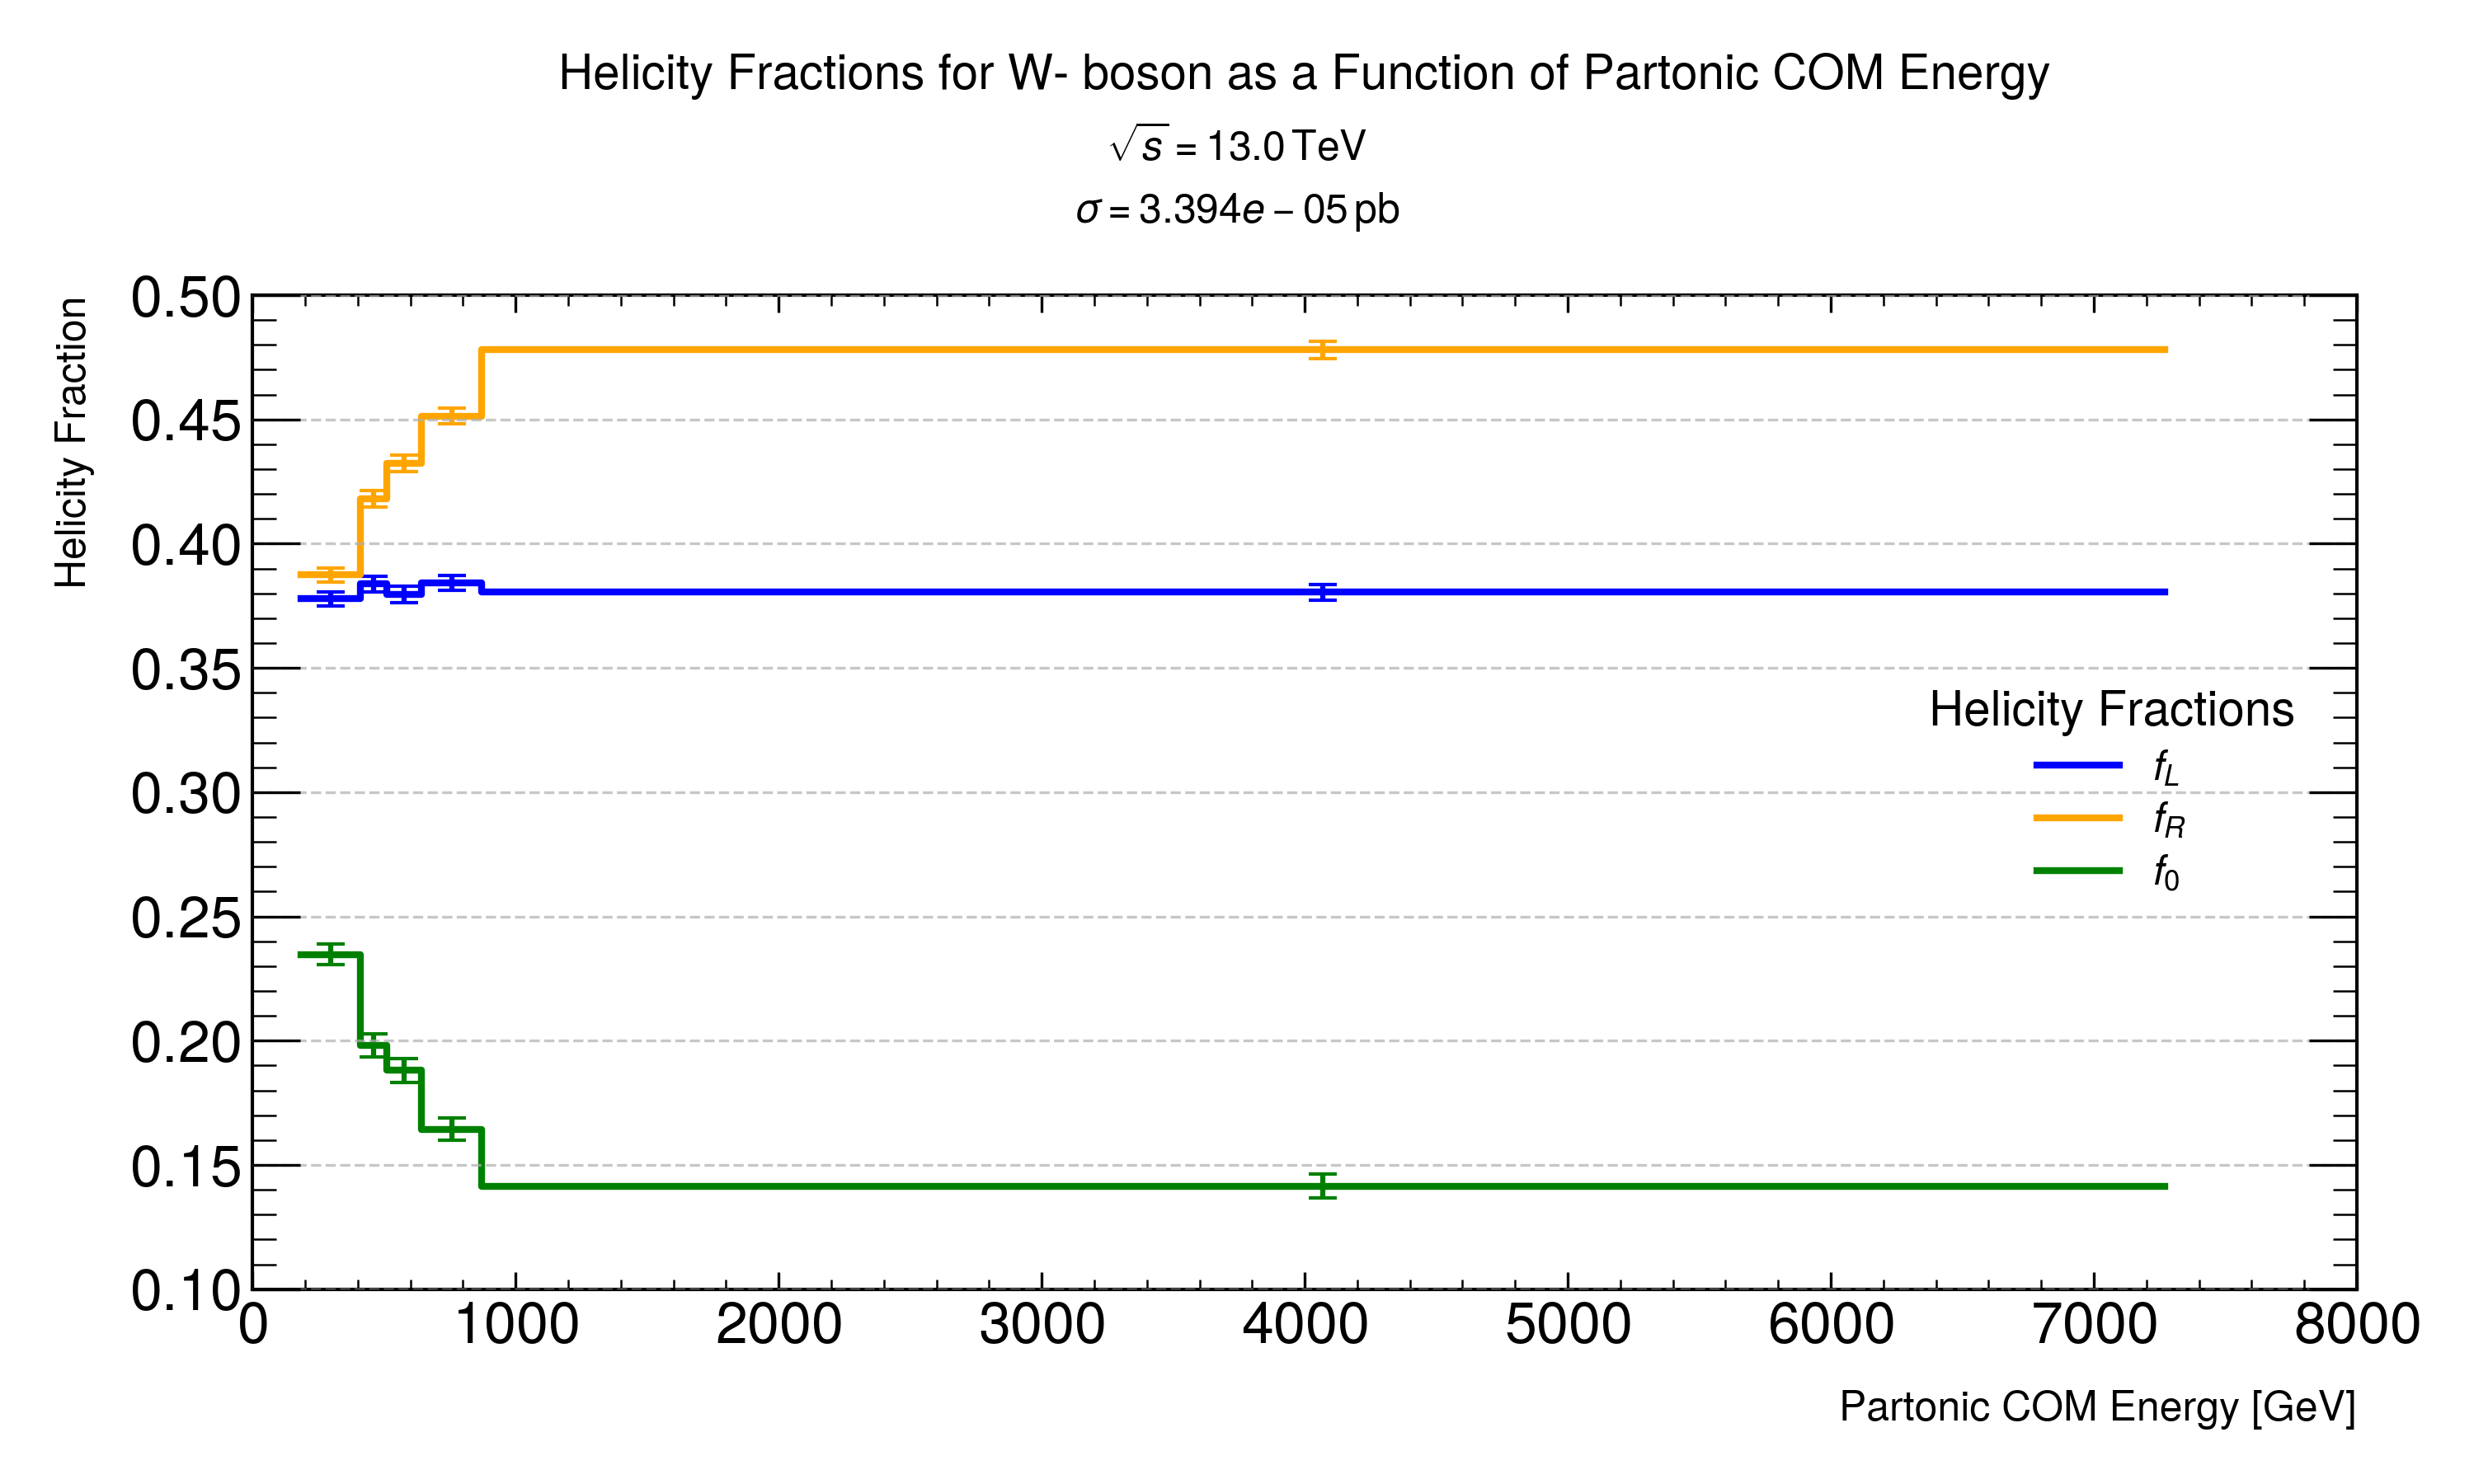 Helicity Fractions for W- boson as a Function of Partonic COM Energy
√s = 13.0 TeV
σ = 3.394e − 05 pb
Helicity Fraction
0.50
0.45
0.40
0.35
0.30
0.25
0.20
0.15
0.10
Helicity Fractions
f_L
f_R
f_0
0 1000 2000 3000 4000 5000 6000 7000 8000
Partonic COM Energy [GeV]